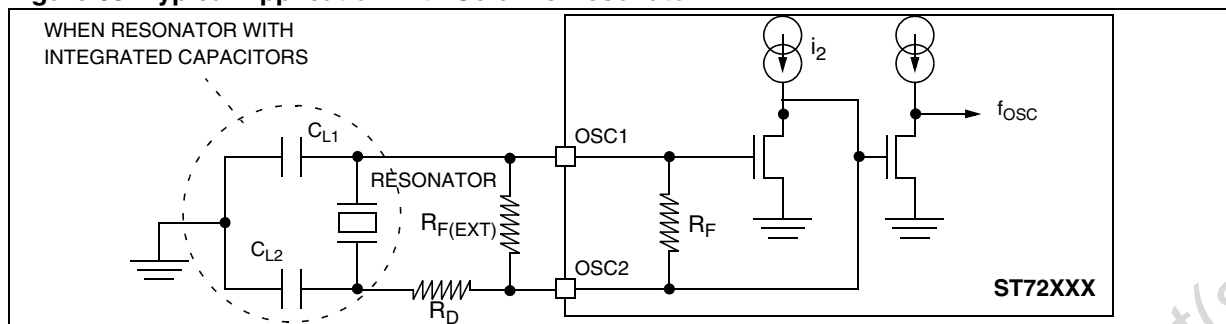 WHEN RESONATOR WITH
INTEGRATED CAPACITORS
i2
fOSC
CL1
OSC1
RESONATOR
RF(EXT)
RF
CL2
OSC2
RD
ST72XXX